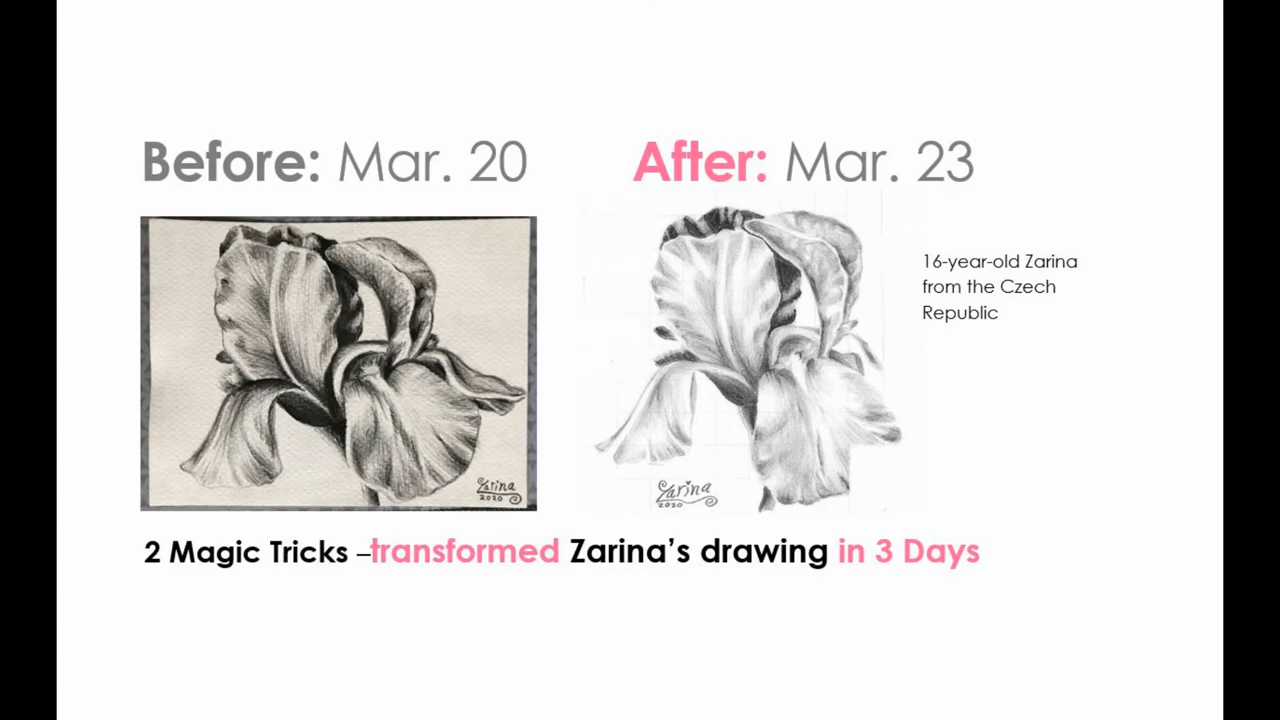 Before: Mar. 20
After: Mar. 23
16-year-old Zarina
from the Czech
Republic
Zarina
2020
Zarina
2020
2 Magic Tricks –transformed Zarina’s drawing in 3 Days